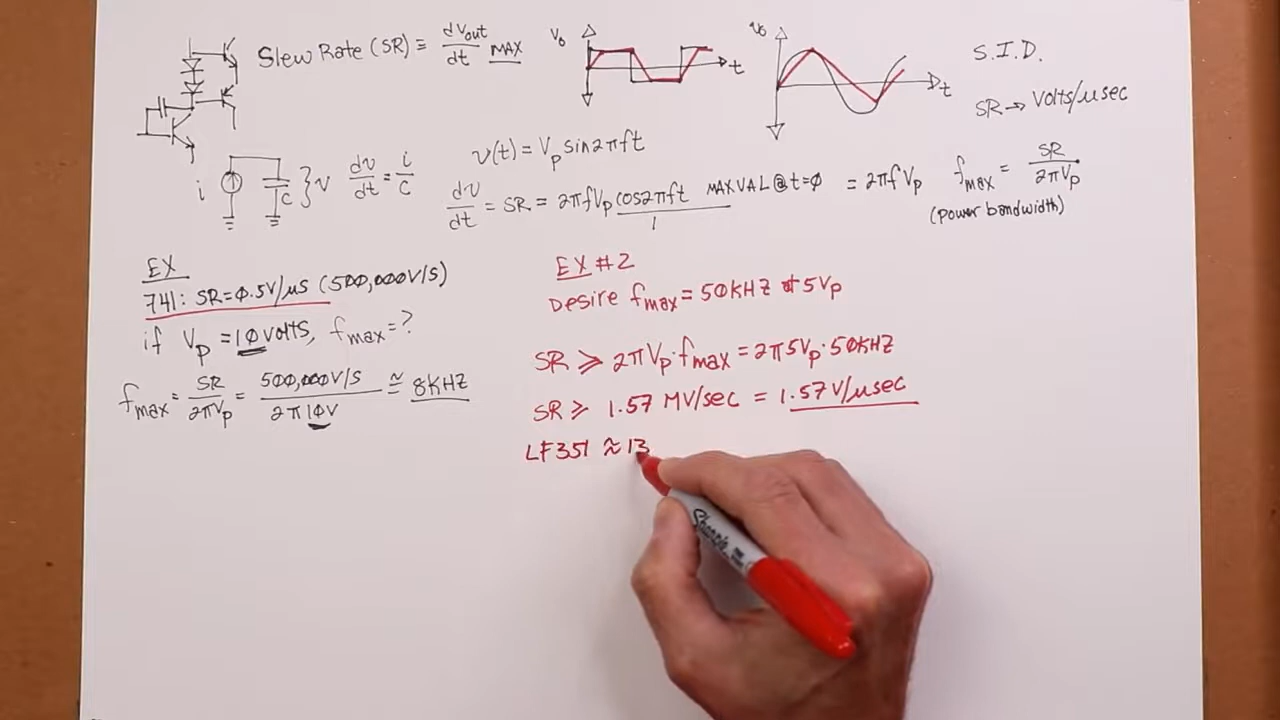 Slew Rate (SR) ≡ dVout/dt MAX
Vo
t
Vo
t
S.I.D.
SR → Volts/μsec
i
C
} v
dv/dt = i/C
v(t) = Vp sin2πft
dv/dt = SR = 2πfVp cos2πft MAX VAL @ t=0 = 2πfVp
1
fmax = SR/2πVp
(power bandwidth)
EX
741: SR=0.5V/μs (500,000V/S)
if Vp = 10 volts, fmax = ?
fmax = SR/2πVp = 500,000V/S / 2π10V ≅ 8KHZ
EX #2
Desire fmax = 50KHZ @ 5Vp
SR ⩾ 2πVp·fmax = 2π5Vp·50KHZ
SR ≥ 1.57 MV/sec = 1.57 V/μsec
LF351 ≈ 13
Sharpie